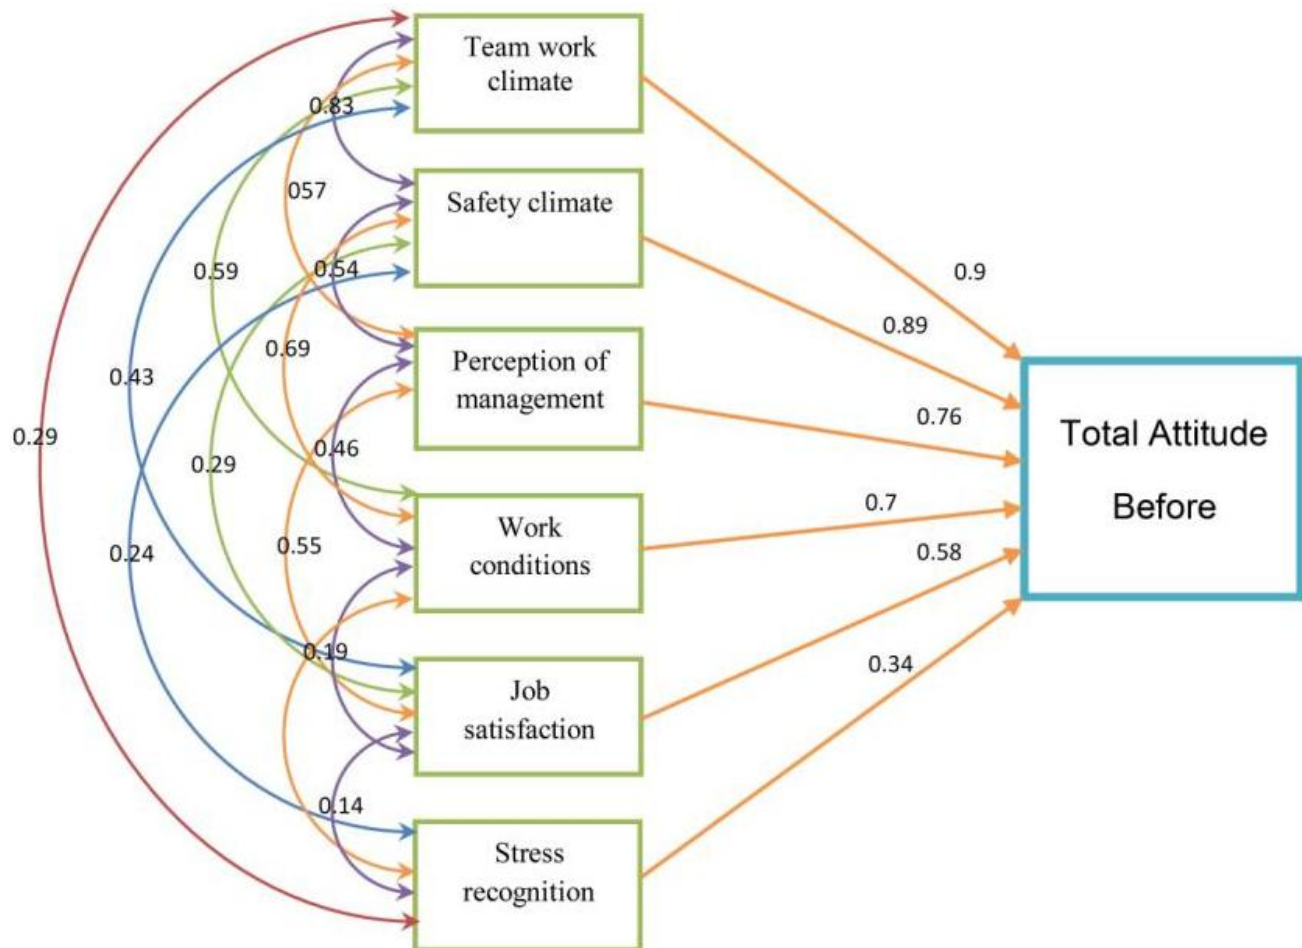 Team work
climate
0.83
057
Safety climate
0.59
0.54
0.9
0.89
0.69
Perception of
management
0.43
0.76
Total Attitude
Before
0.29
0.46
0.29
0.7
Work
conditions
0.24
0.55
0.58
0.19
0.34
Job
satisfaction
0.14
Stress
recognition